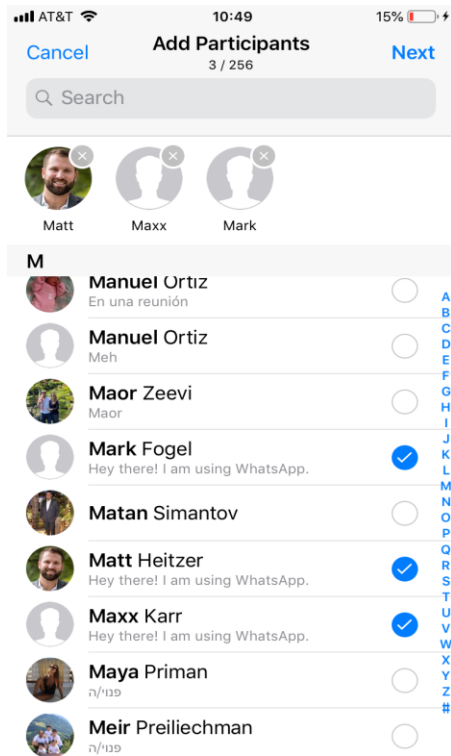 AT&T 10:49 15%
Cancel Add Participants Next
3 / 256
Search
Matt Maxx Mark
M
Manuel Ortiz
En una reunión
Manuel Ortiz
Meh
Maor Zeevi
Maor
Mark Fogel
Hey there! I am using WhatsApp.
Matan Simantov
Matt Heitzer
Hey there! I am using WhatsApp.
Maxx Karr
Hey there! I am using WhatsApp.
Maya Priman
פנוי/ה
Meir Preiliechman
פנוי/ה
A
B
C
D
E
F
G
H
I
J
K
L
M
N
O
P
Q
R
S
T
U
V
W
X
Y
Z
#